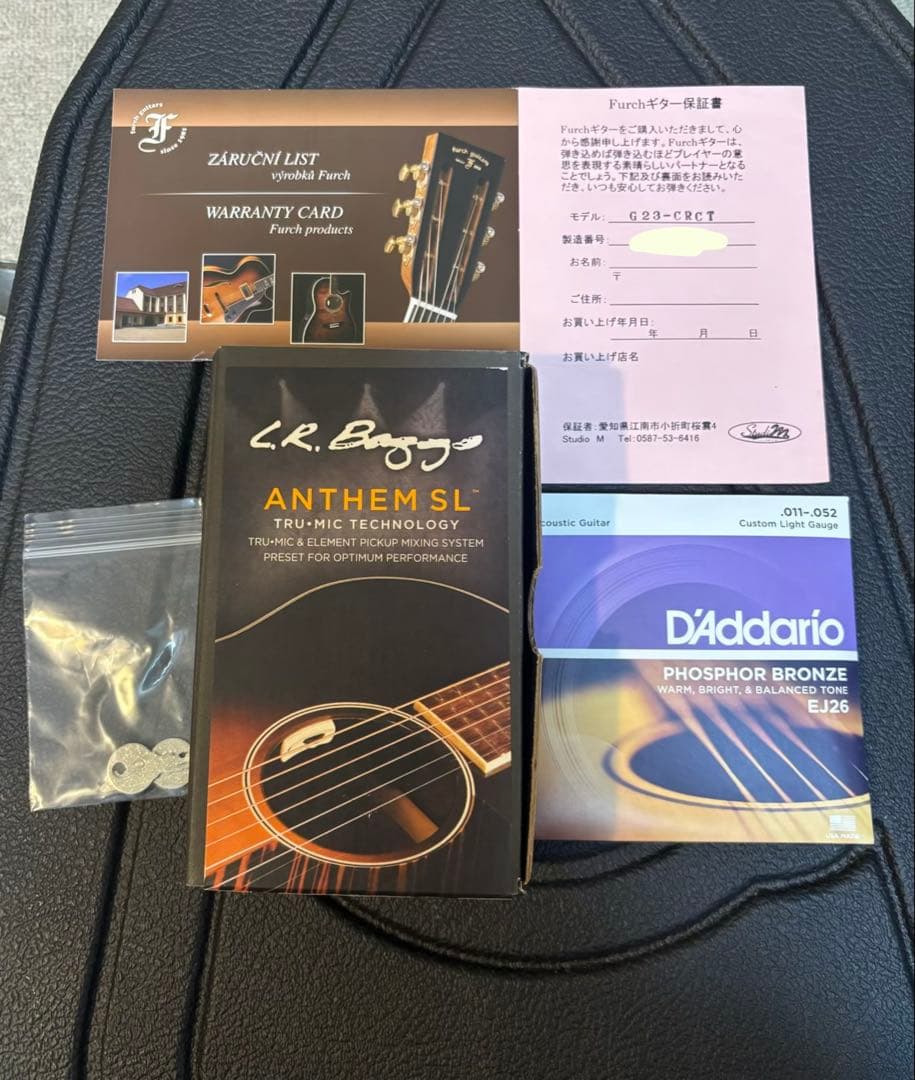 furch guitars
since 1981
ZÁRUČNÍ LIST
výrobků Furch
WARRANTY CARD
Furch products
furch guitars
Furchギター保証書
Furchギターをご購入いただきまして、心
から感謝申し上げます。Furchギターは、
弾き込めば弾き込むほどプレイヤーの意
思を表現する素晴らしいパートナーとなる
ことでしょう。下記及び裏面をお読みいた
だき、いつも安心してお弾きください。
モデル: G23-CRCT
製造番号:
お名前:
〒
ご住所:
お買い上げ年月日:
年 月 日
お買い上げ店名
保証者:愛知県江南市小折町桜雲4
Studio M Tel:0587-53-6416
Studio M
L.R. Baggs
ANTHEM SL™
TRU•MIC TECHNOLOGY
TRU•MIC & ELEMENT PICKUP MIXING SYSTEM
PRESET FOR OPTIMUM PERFORMANCE
coustic Guitar
.011–.052
Custom Light Gauge
D'Addario
PHOSPHOR BRONZE
WARM, BRIGHT, & BALANCED TONE
EJ26
USA MADE